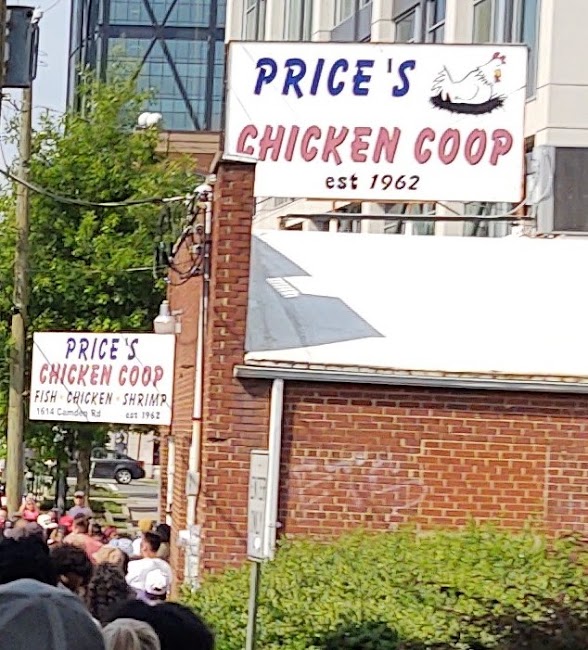 PRICE'S
CHICKEN COOP
est 1962
PRICE'S
CHICKEN COOP
FISH · CHICKEN · SHRIMP
1614 Camden Rd est 1962